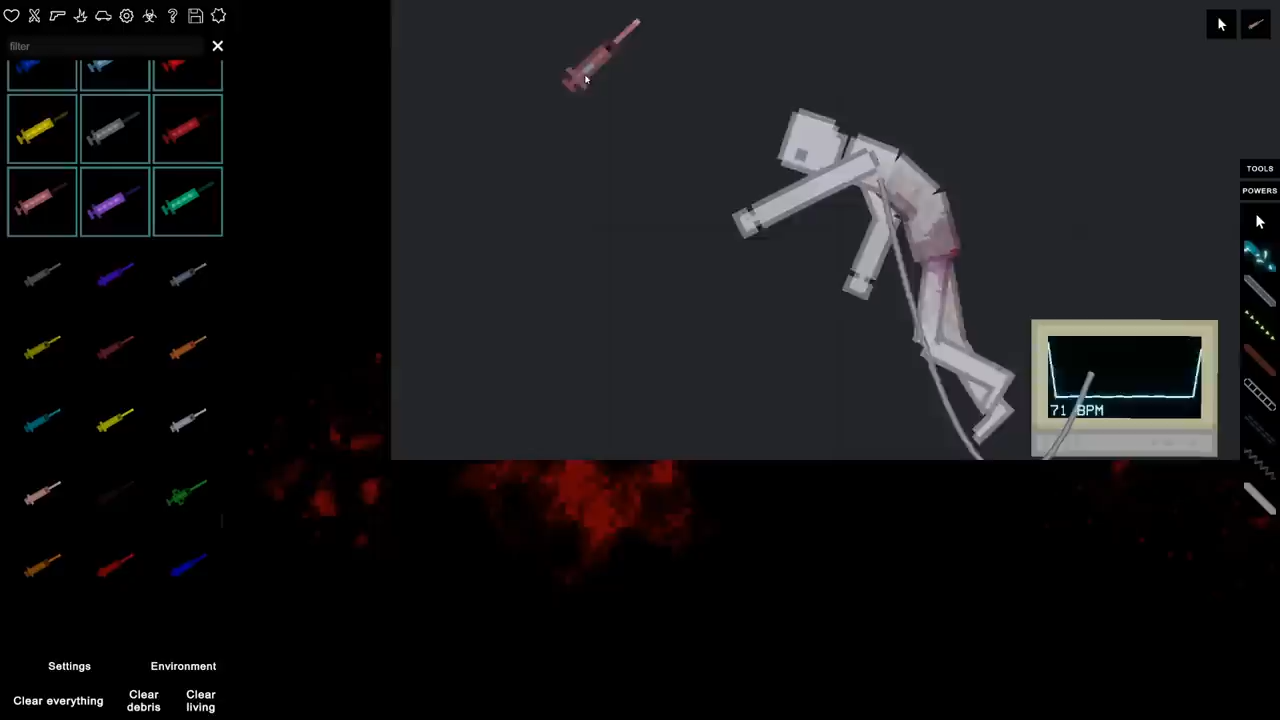 filter
TOOLS
POWERS
71 BPM
Settings
Environment
Clear everything
Clear
debris
Clear
living